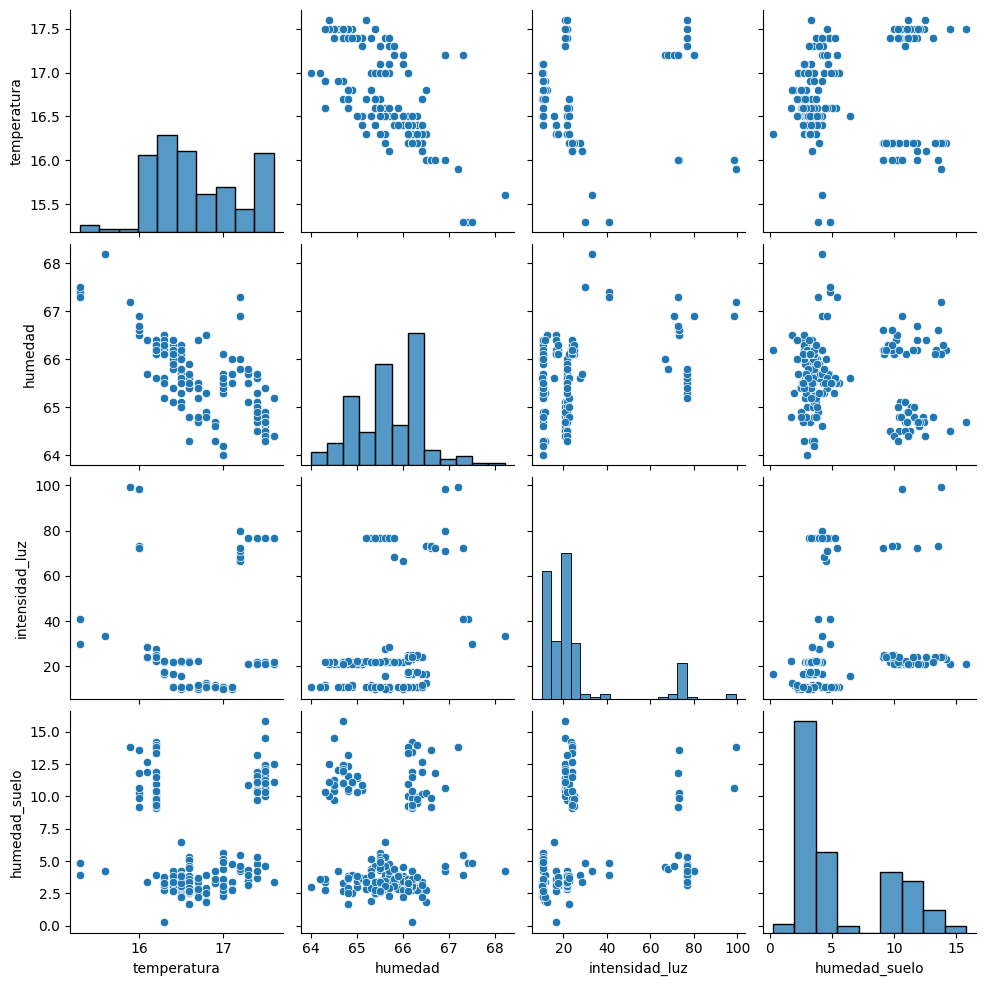 17.5
17.0
16.5
16.0
15.5
temperatura
68
67
66
65
64
humedad
100
80
60
40
20
intensidad_luz
15.0
12.5
10.0
7.5
5.0
2.5
0.0
humedad_suelo
16 17
64 65 66 67 68
20 40 60 80 100
0 5 10 15
temperatura humedad intensidad_luz humedad_suelo